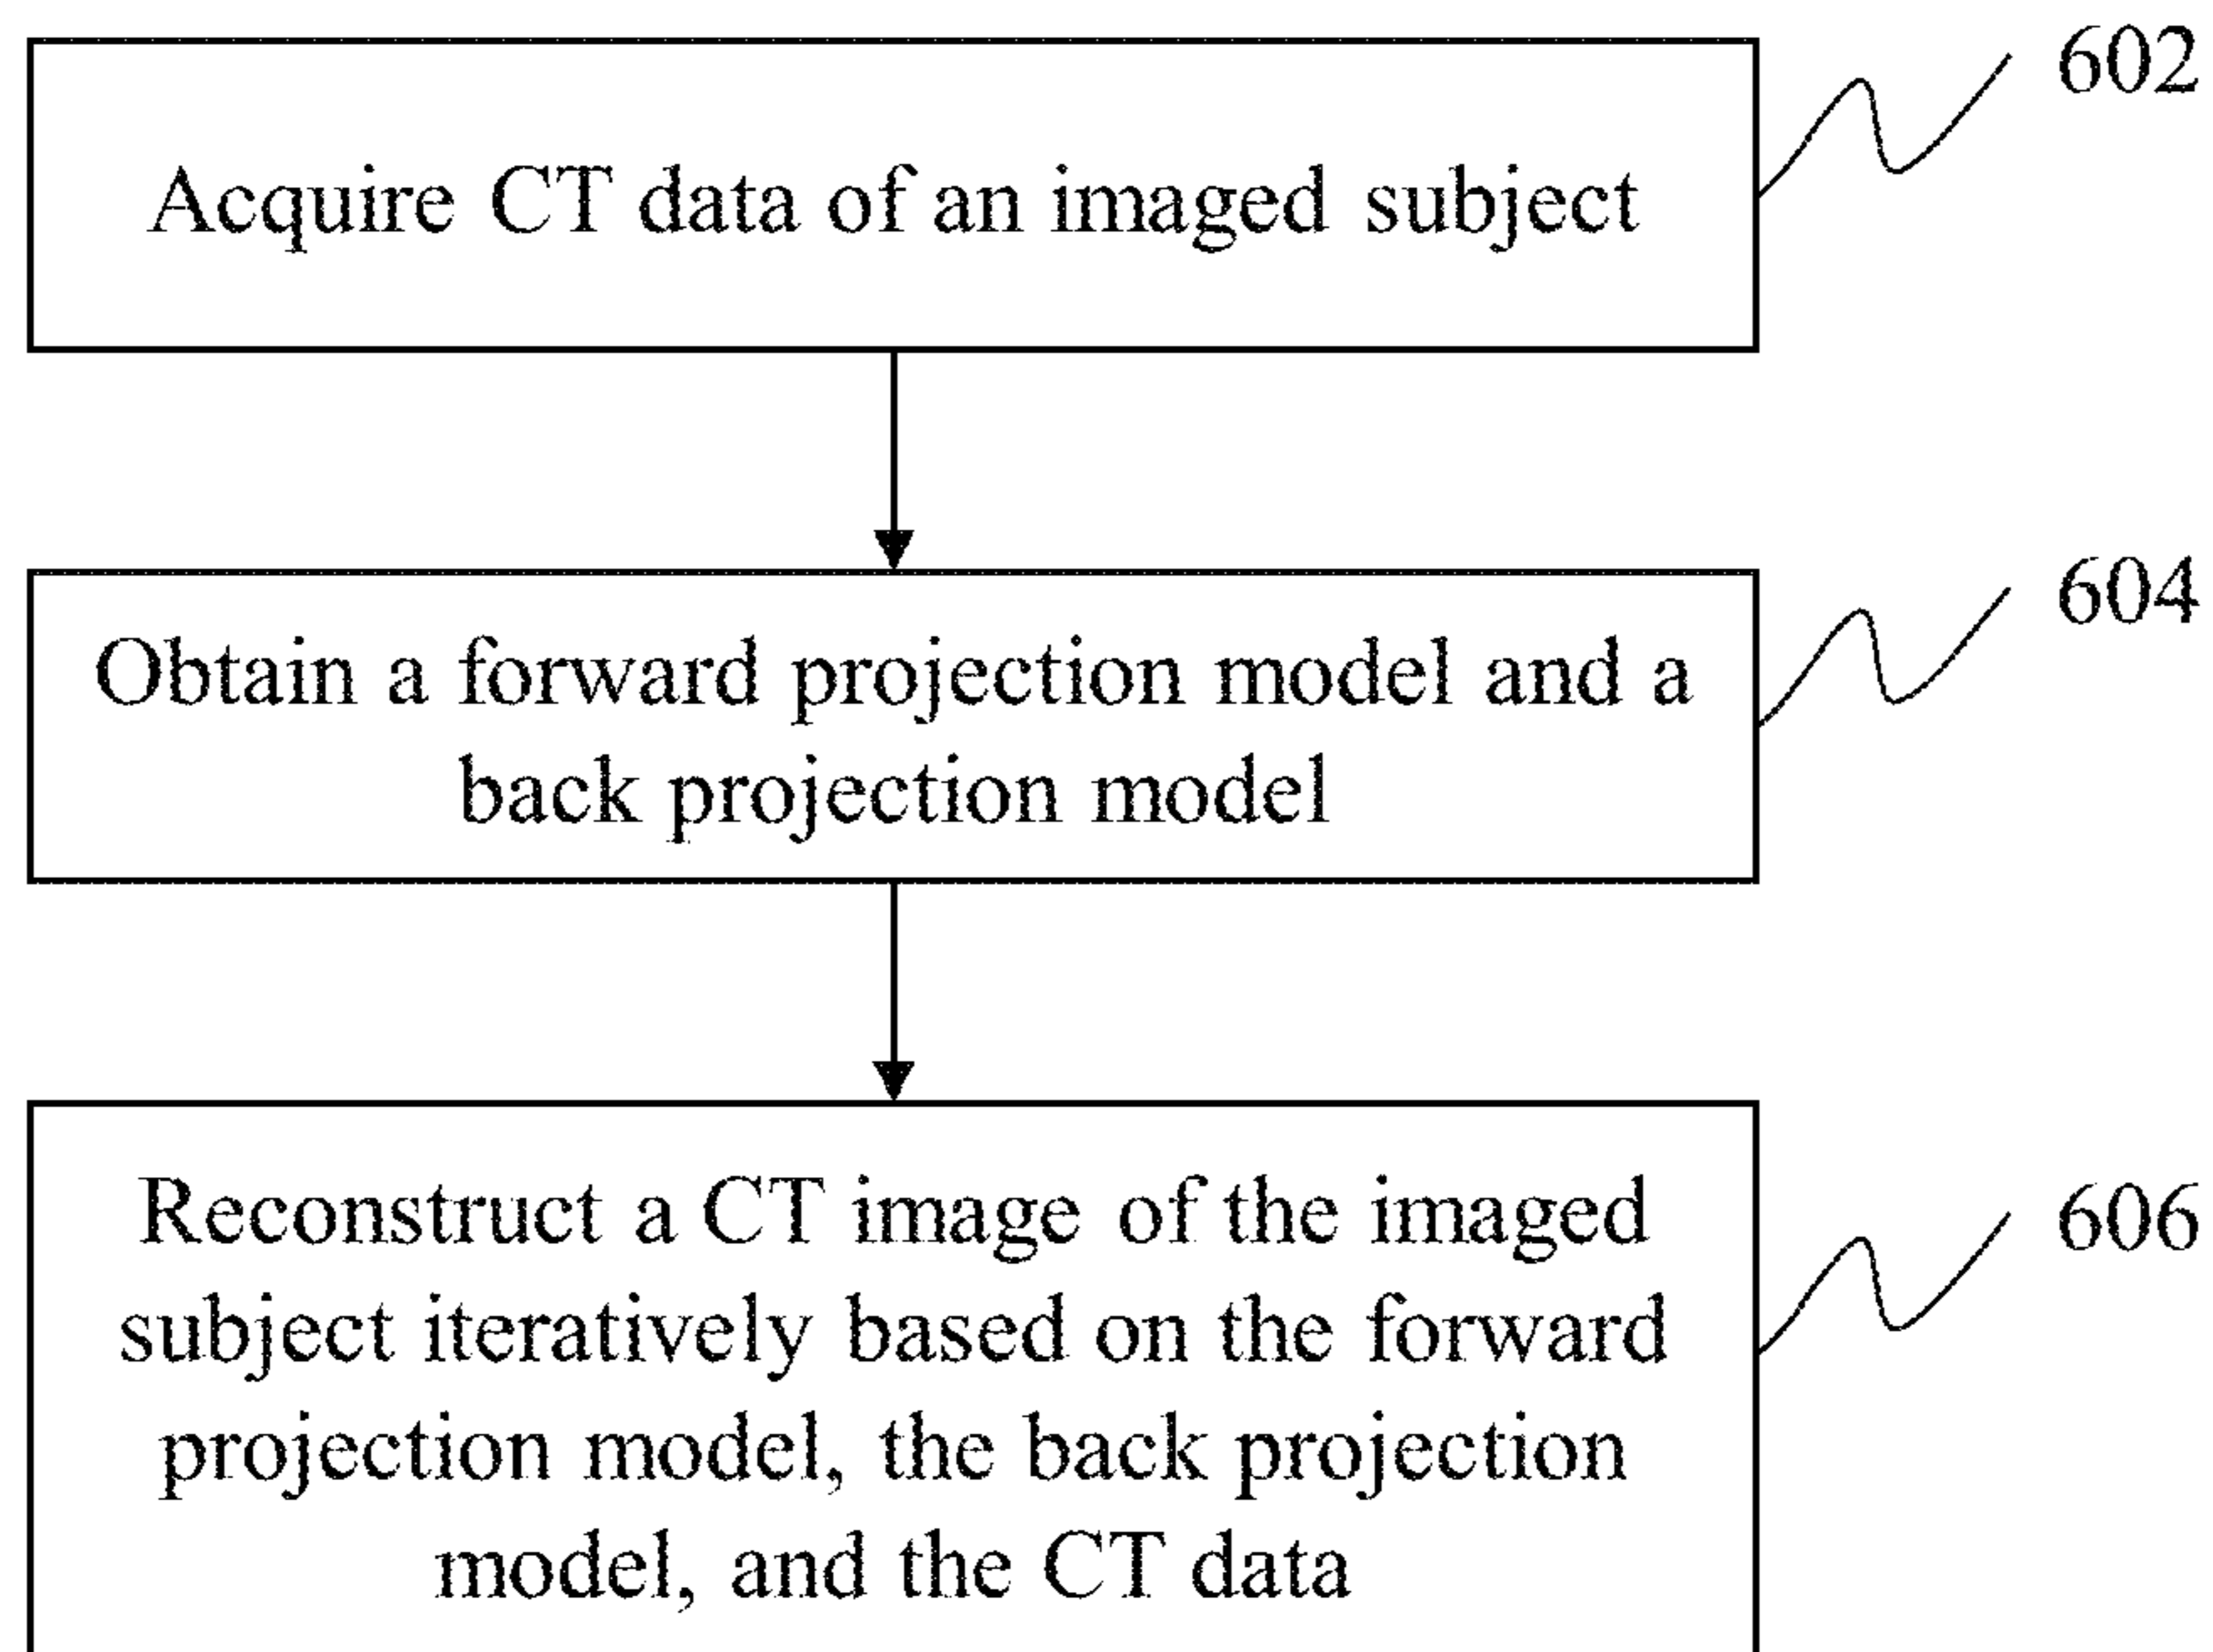 602
Acquire CT data of an imaged subject
604
Obtain a forward projection model and a
back projection model
606
Reconstruct a CT image of the imaged
subject iteratively based on the forward
projection model, the back projection
model, and the CT data